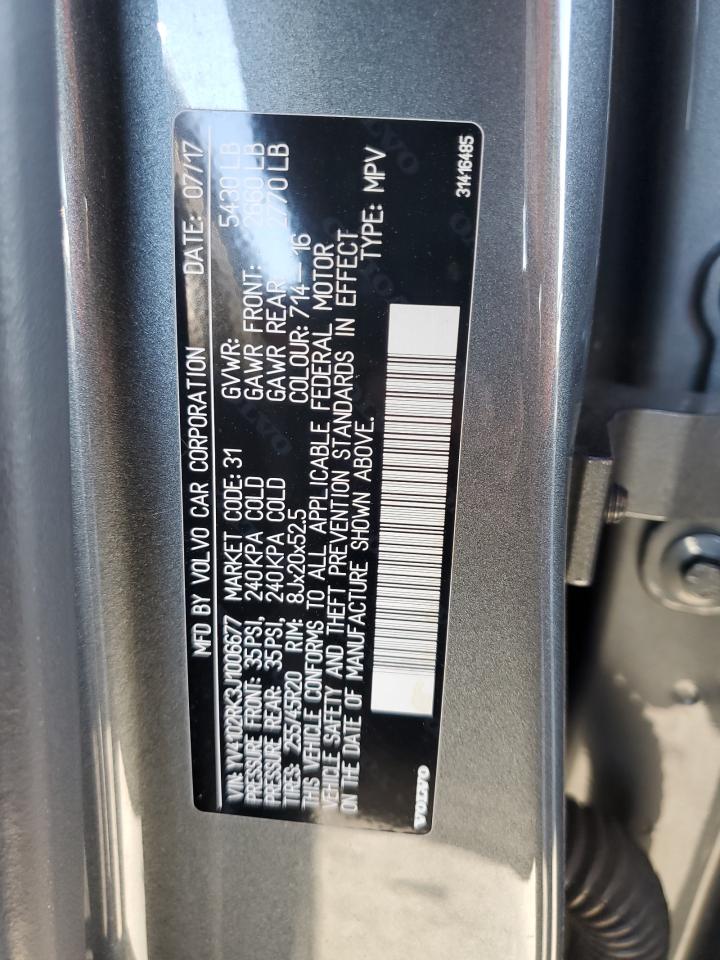 MFD BY VOLVO CAR CORPORATION DATE: 07/17
VIN: YV4102RK3J1006677 MARKET CODE: 31 GVWR: 5430 LB
PRESSURE FRONT: 35PSI, 240KPA COLD GAWR FRONT: 2660 LB
PRESSURE REAR: 35PSI, 240KPA COLD GAWR REAR: 2770 LB
TIRES: 255/45R20 RIM: 8Jx20x52.5 COLOUR: 714— 16
THIS VEHICLE CONFORMS TO ALL APPLICABLE FEDERAL MOTOR
VEHICLE SAFETY AND THEFT PREVENTION STANDARDS IN EFFECT
ON THE DATE OF MANUFACTURE SHOWN ABOVE. TYPE: MPV
VOLVO 31416485